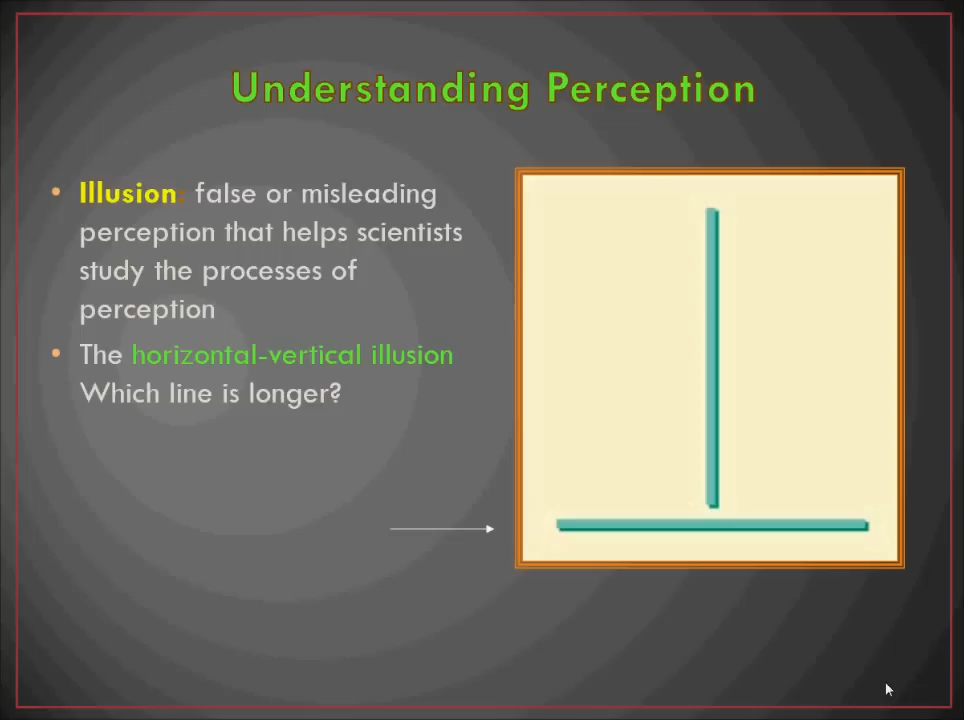 Understanding Perception
• Illusion: false or misleading
perception that helps scientists
study the processes of
perception
• The horizontal-vertical illusion
Which line is longer?